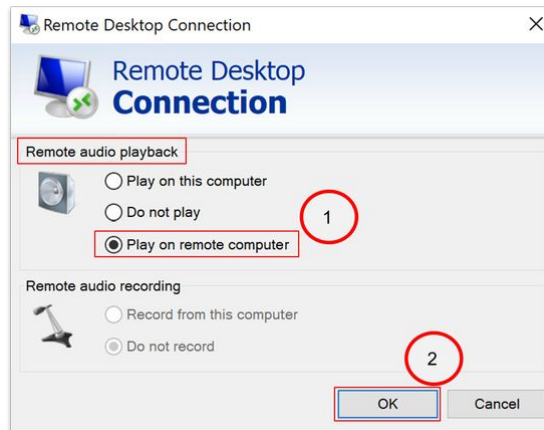 Remote Desktop Connection
Remote Desktop
Connection
Remote audio playback
Play on this computer
Do not play
1
Play on remote computer
Remote audio recording
Record from this computer
Do not record
2
OK Cancel